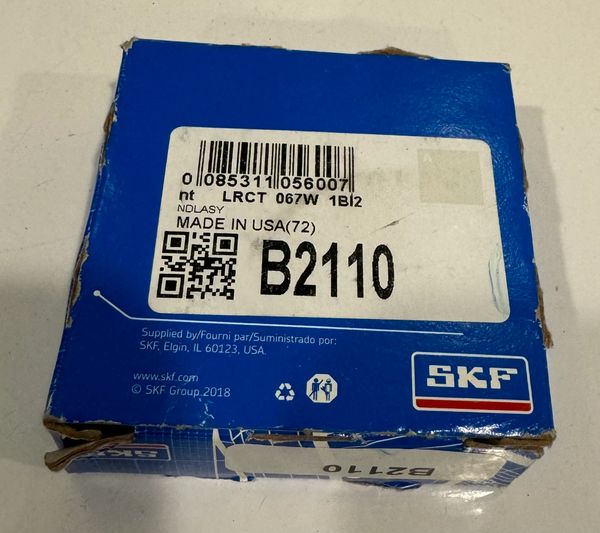 0 085311 056007
nt LRCT 067W 1BI2
NDLASY
MADE IN USA(72)
B2110
Supplied by/Fourni par/Suministrado por:
SKF, Elgin, IL 60123, USA.
www.skf.com
© SKF Group 2018
SKF
SKF
B2110